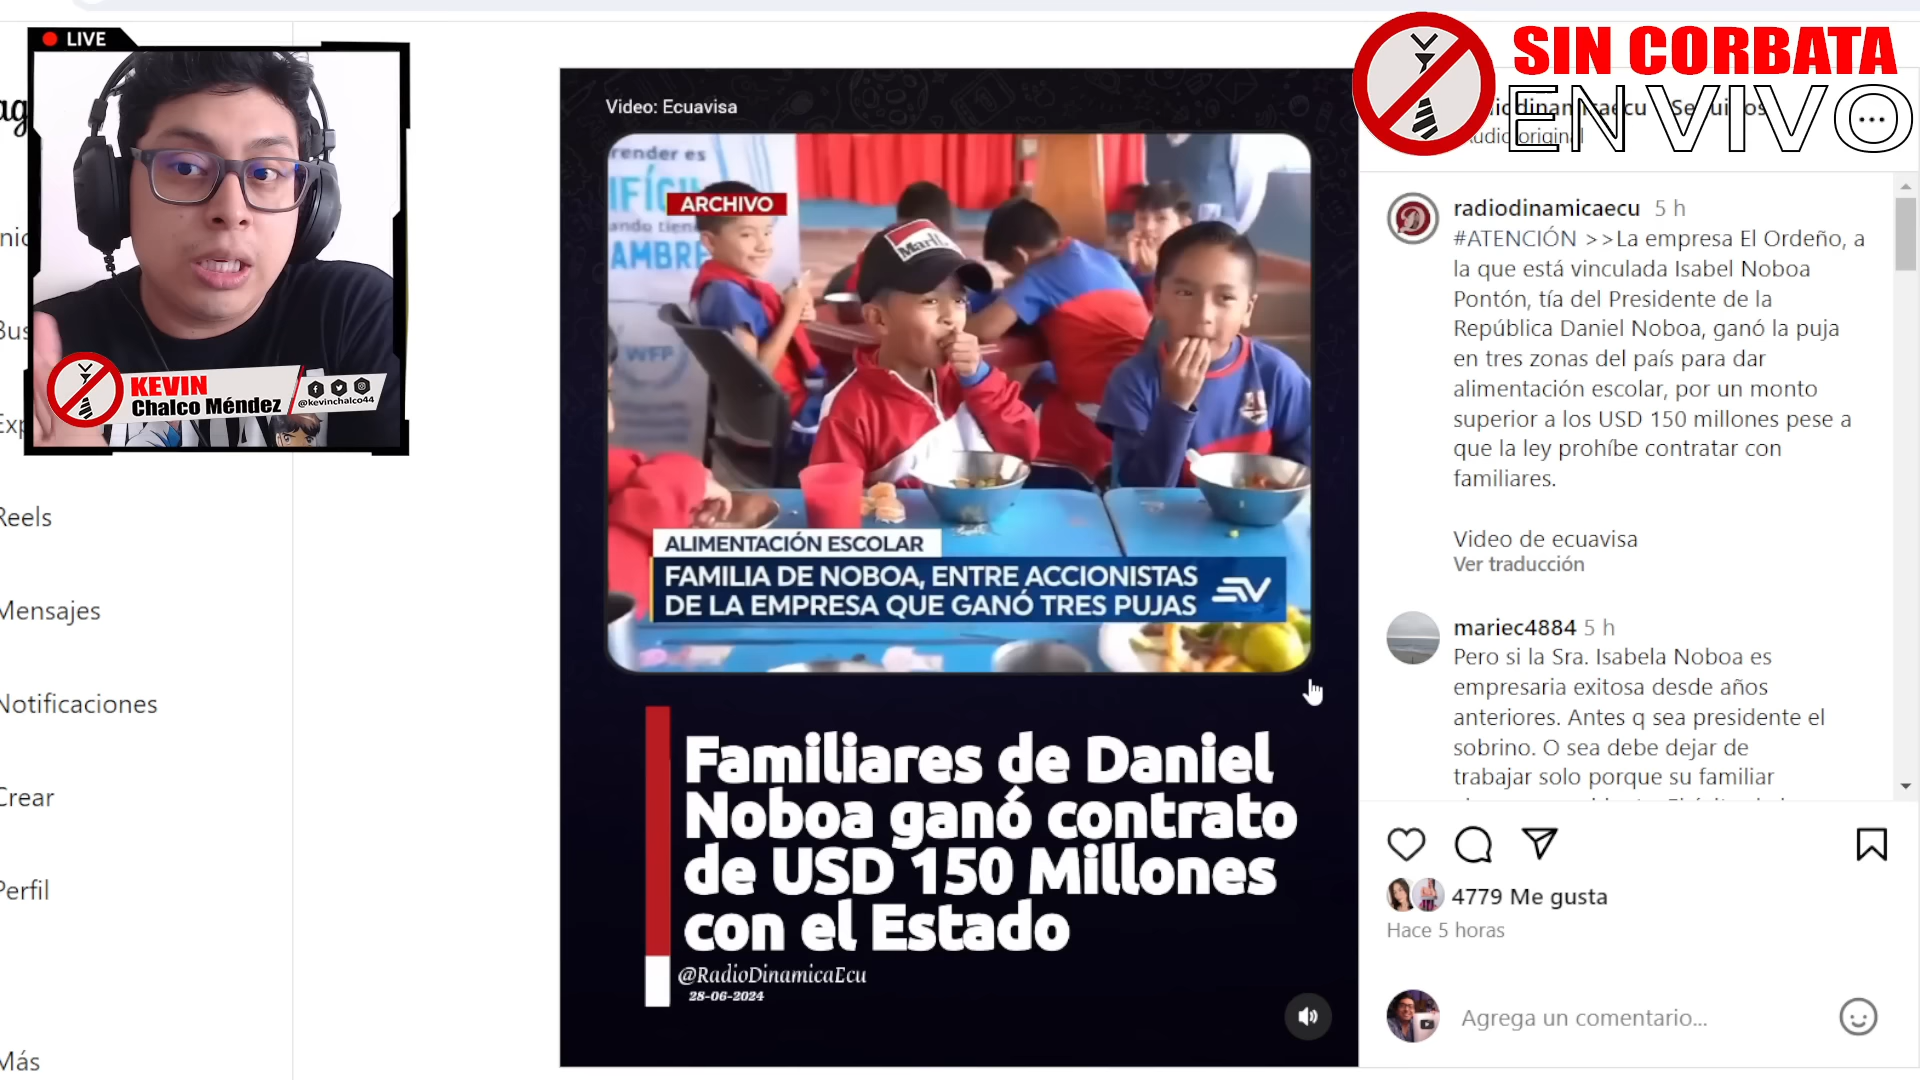 LIVE
KEVIN
Chalco Méndez
@kevinchalco44
Reels
Mensajes
Notificaciones
Crear
Perfil
Más
Video: Ecuavisa
render es
ARCHIVO
WFP
Marlb
ALIMENTACIÓN ESCOLAR
FAMILIA DE NOBOA, ENTRE ACCIONISTAS
DE LA EMPRESA QUE GANÓ TRES PUJAS
Familiares de Daniel
Noboa ganó contrato
de USD 150 Millones
con el Estado
@RadioDinamicaEcu
28-06-2024
SIN CORBATA
EN VIVO
radiodinamicaecu 5 h
#ATENCIÓN >>La empresa El Ordeño, a
la que está vinculada Isabel Noboa
Pontón, tía del Presidente de la
República Daniel Noboa, ganó la puja
en tres zonas del país para dar
alimentación escolar, por un monto
superior a los USD 150 millones pese a
que la ley prohíbe contratar con
familiares.
Video de ecuavisa
Ver traducción
mariec4884 5 h
Pero si la Sra. Isabela Noboa es
empresaria exitosa desde años
anteriores. Antes q sea presidente el
sobrino. O sea debe dejar de
trabajar solo porque su familiar
4779 Me gusta
Hace 5 horas
Agrega un comentario...